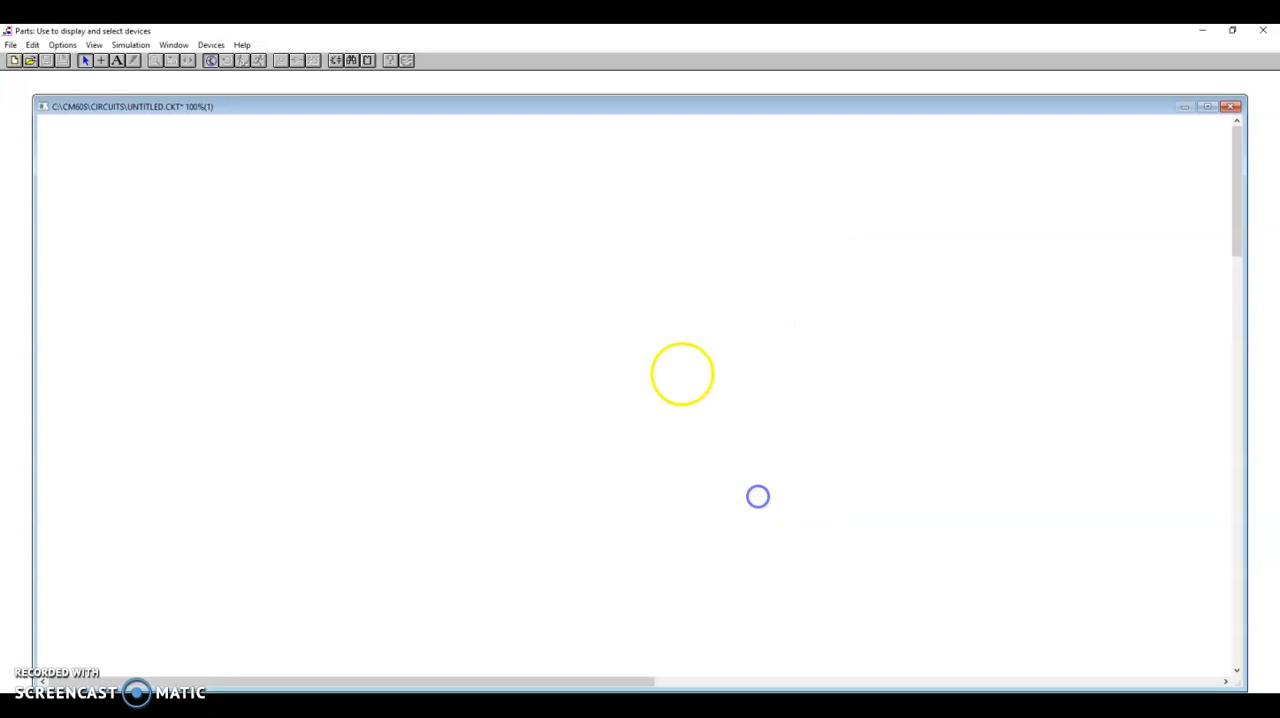 Parts: Use to display and select devices
File Edit Options View Simulation Window Devices Help
A
C:\CM60S\CIRCUITS\UNTITLED.CKT* 100%(1)
RECORDED WITH
SCREENCAST MATIC